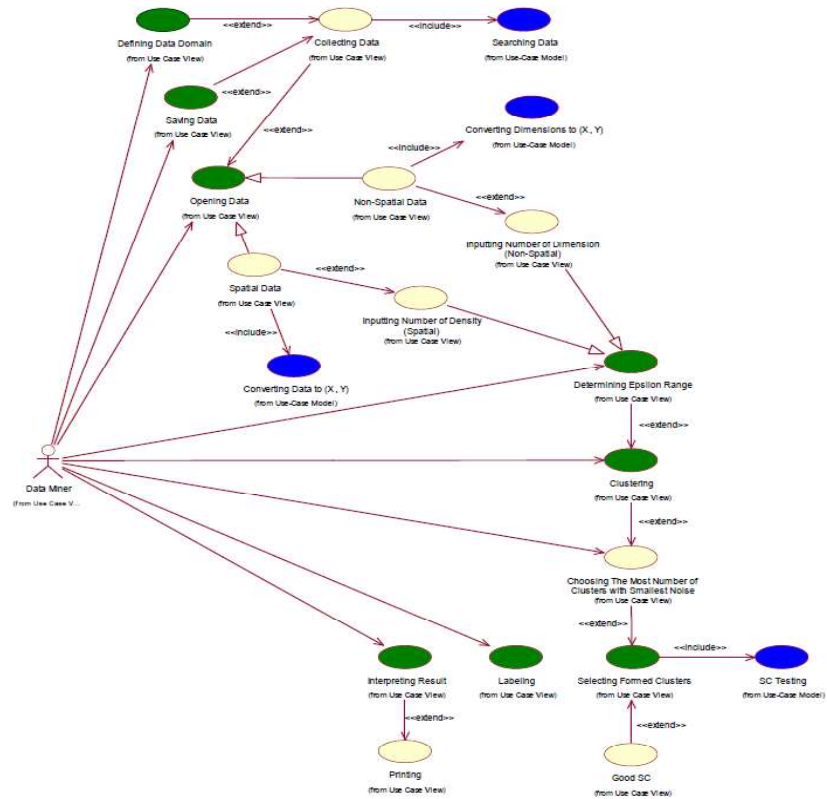 <<extend>>
<<include>>
Defining Data Domain
(from Use Case View)
Collecting Data
(from Use Case View)
Searching Data
(from Use-Case Model)
<<extend>>
Saving Data
(from Use Case View)
<<extend>>
<<include>>
Converting Dimensions to (X, Y)
(from Use-Case Model)
Opening Data
(from Use Case View)
Non-Spatial Data
(from Use Case View)
<<extend>>
Inputting Number of Dimension
(Non-Spatial)
(from Use Case View)
Spatial Data
(from Use Case View)
<<extend>>
Inputting Number of Density
(Spatial)
(from Use Case View)
<<include>>
Converting Data to (X, Y)
(from Use-Case Model)
Determining Epsilon Range
(from Use Case View)
<<extend>>
Data Miner
(from Use Case V...
Clustering
(from Use Case View)
<<extend>>
Choosing The Most Number of
Clusters with Smallest Noise
(from Use Case View)
<<extend>>
<<include>>
Interpreting Result
(from Use Case View)
Labeling
(from Use Case View)
Selecting Formed Clusters
(from Use Case View)
SC Testing
(from Use-Case Model)
<<extend>>
<<extend>>
Printing
(from Use Case View)
Good SC
(from Use Case View)